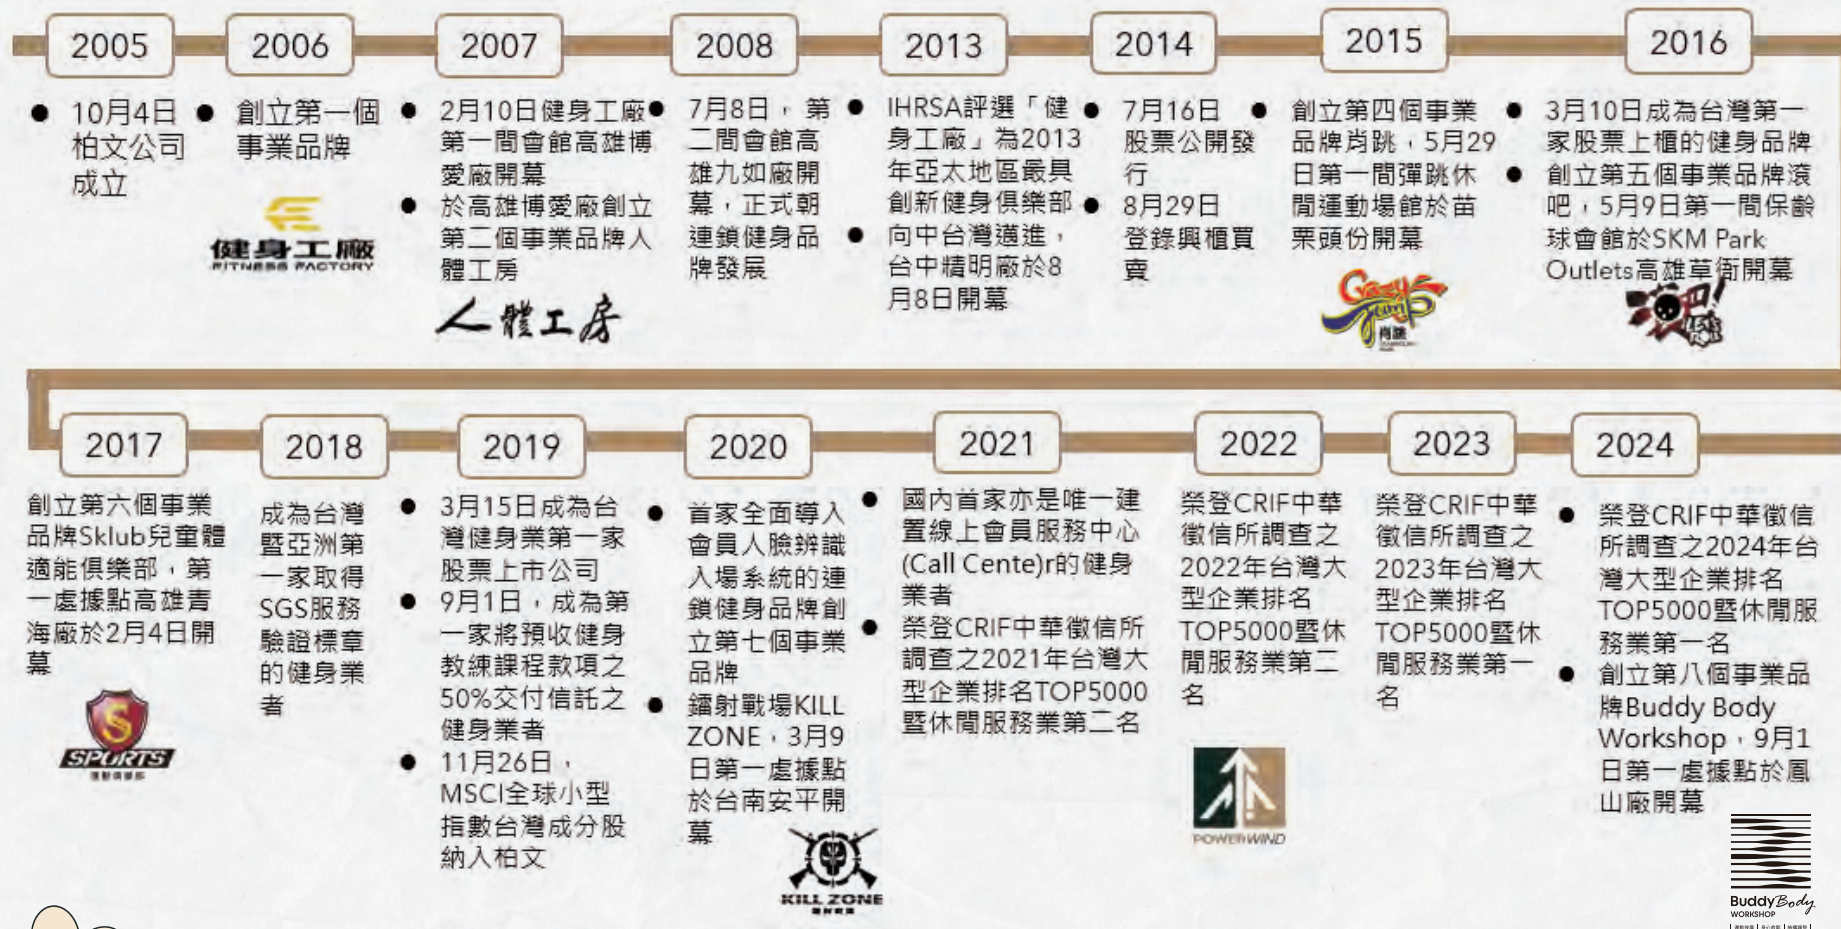 2005
10月4日
柏文公司
成立
2006
創立第一個
事業品牌
健身工廠
FITNESS FACTORY
2007
2月10日健身工廠
第一間會館高雄博
愛廠開幕
於高雄博愛廠創立
第二個事業品牌人
體工房
人體工房
2008
7月8日，第
二間會館高
雄九如廠開
幕，正式朝
連鎖健身品
牌發展
2013
IHRSA評選「健
身工廠」為2013
年亞太地區最具
創新健身俱樂部
向中台灣邁進，
台中精明廠於8
月8日開幕
2014
7月16日
股票公開發
行
8月29日
登錄興櫃買
賣
2015
創立第四個事業
品牌肖跳，5月29
日第一間彈跳休
閒運動場館於苗
栗頭份開幕
Crazy
Jump
肖跳
2016
3月10日成為台灣第一
家股票上櫃的健身品牌
創立第五個事業品牌滾
吧，5月9日第一間保齡
球會館於SKM Park
Outlets高雄草衙開幕
2017
創立第六個事業
品牌Sklub兒童體
適能俱樂部，第
一處據點高雄青
海廠於2月4日開
幕
S
SPORTS
2018
成為台灣
暨亞洲第
一家取得
SGS服務
驗證標章
的健身業
者
2019
3月15日成為台
灣健身業第一家
股票上市公司
9月1日，成為第
一家將預收健身
教練課程款項之
50%交付信託之
健身業者
11月26日，
MSCI全球小型
指數台灣成分股
納入柏文
2020
首家全面導入
會員人臉辨識
入場系統的連
鎖健身品牌創
立第七個事業
品牌
鐳射戰場KILL
ZONE，3月9
日第一處據點
於台南安平開
幕
KILL ZONE
2021
國內首家亦是唯一建
置線上會員服務中心
(Call Cente)r的健身
業者
榮登CRIF中華徵信所
調查之2021年台灣大
型企業排名TOP5000
暨休閒服務業第二名
2022
榮登CRIF中華
徵信所調查之
2022年台灣大
型企業排名
TOP5000暨休
閒服務業第二
名
POWERWIND
2023
榮登CRIF中華
徵信所調查之
2023年台灣大
型企業排名
TOP5000暨休
閒服務業第一
名
2024
榮登CRIF中華徵信
所調查之2024年台
灣大型企業排名
TOP5000暨休閒服
務業第一名
創立第八個事業品
牌Buddy Body
Workshop，9月1
日第一處據點於鳳
山廠開幕
Buddy Body
WORKSHOP